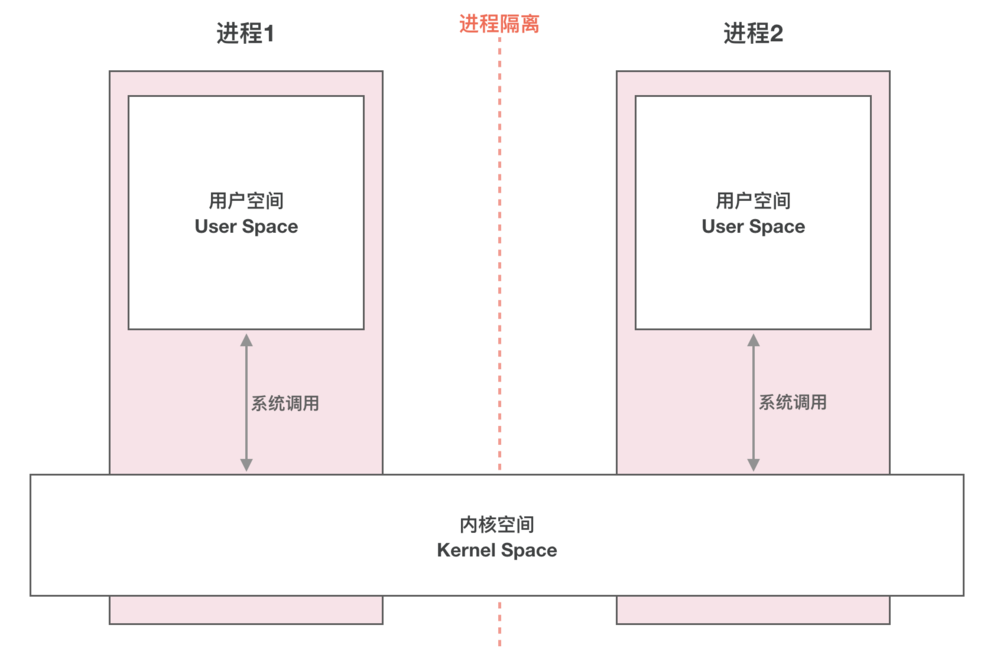 进程1
进程隔离
进程2
用户空间
User Space
用户空间
User Space
系统调用
系统调用
内核空间
Kernel Space